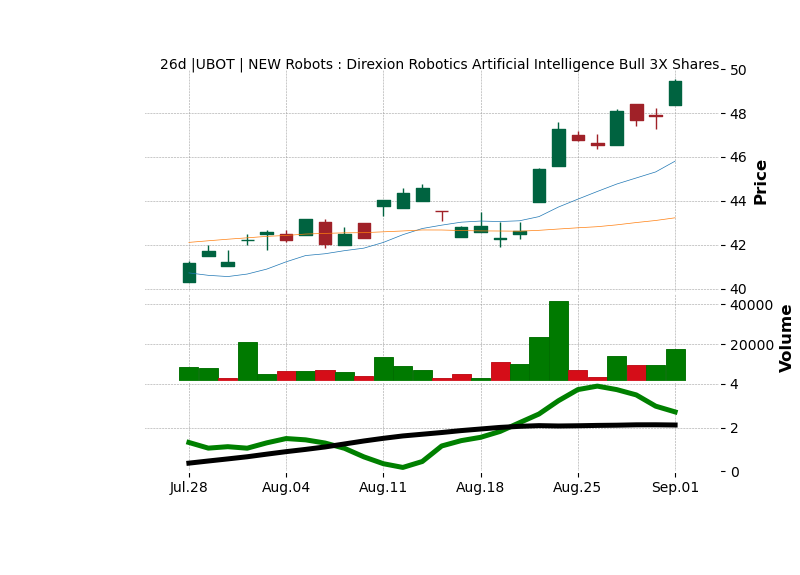 26d |UBOT | NEW Robots : Direxion Robotics Artificial Intelligence Bull 3X Shares
50
48
46
44
42
40
Price
40000
20000
Volume
4
2
0
Jul.28 Aug.04 Aug.11 Aug.18 Aug.25 Sep.01